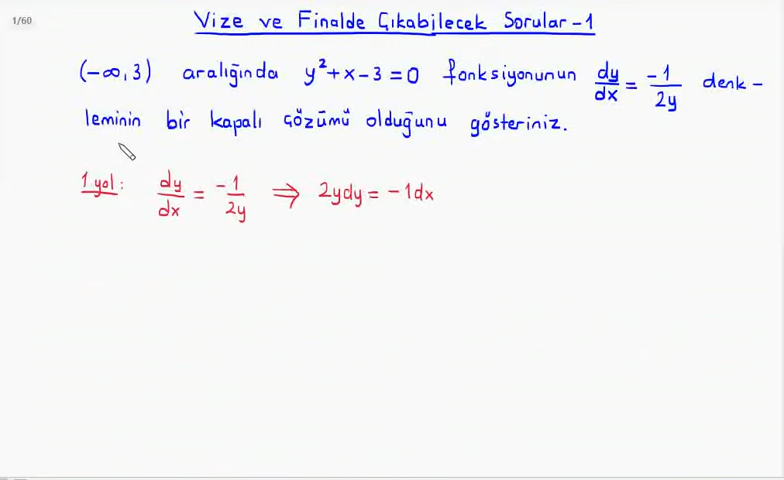 1/60
Vize ve Finalde Çıkabilecek Sorular -1
(-∞, 3) aralığında y²+x-3=0 fonksiyonunun dy/dx = -1/2y denk-
leminin bir kapalı çözümü olduğunu gösteriniz.
1 yol: dy/dx = -1/2y ⇒ 2ydy = -1dx